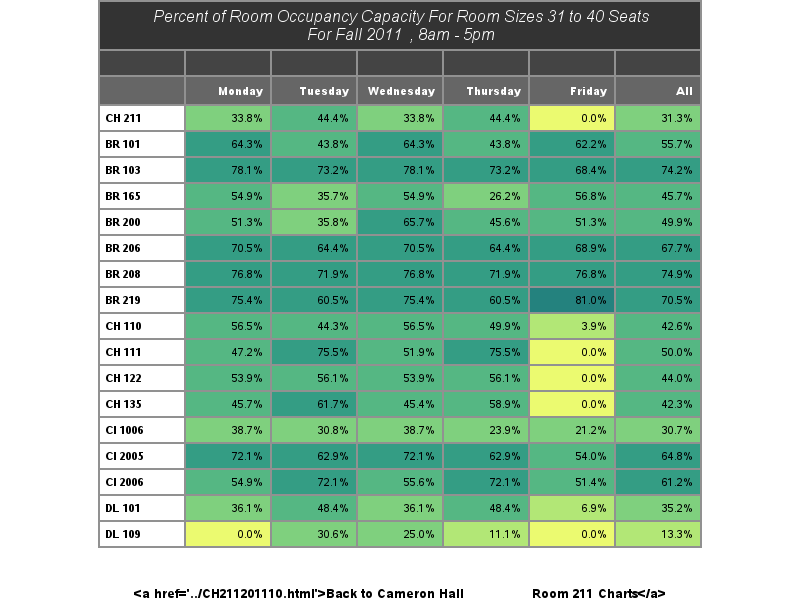 Percent of Room Occupancy Capacity For Room Sizes 31 to 40 Seats
For Fall 2011 , 8am - 5pm
Monday Tuesday Wednesday Thursday Friday All
CH 211 33.8% 44.4% 33.8% 44.4% 0.0% 31.3%
BR 101 64.3% 43.8% 64.3% 43.8% 62.2% 55.7%
BR 103 78.1% 73.2% 78.1% 73.2% 68.4% 74.2%
BR 165 54.9% 35.7% 54.9% 26.2% 56.8% 45.7%
BR 200 51.3% 35.8% 65.7% 45.6% 51.3% 49.9%
BR 206 70.5% 64.4% 70.5% 64.4% 68.9% 67.7%
BR 208 76.8% 71.9% 76.8% 71.9% 76.8% 74.9%
BR 219 75.4% 60.5% 75.4% 60.5% 81.0% 70.5%
CH 110 56.5% 44.3% 56.5% 49.9% 3.9% 42.6%
CH 111 47.2% 75.5% 51.9% 75.5% 0.0% 50.0%
CH 122 53.9% 56.1% 53.9% 56.1% 0.0% 44.0%
CH 135 45.7% 61.7% 45.4% 58.9% 0.0% 42.3%
CI 1006 38.7% 30.8% 38.7% 23.9% 21.2% 30.7%
CI 2005 72.1% 62.9% 72.1% 62.9% 54.0% 64.8%
CI 2006 54.9% 72.1% 55.6% 72.1% 51.4% 61.2%
DL 101 36.1% 48.4% 36.1% 48.4% 6.9% 35.2%
DL 109 0.0% 30.6% 25.0% 11.1% 0.0% 13.3%
<a href='../CH211201110.html'>Back to Cameron Hall Room 211 Charts</a>